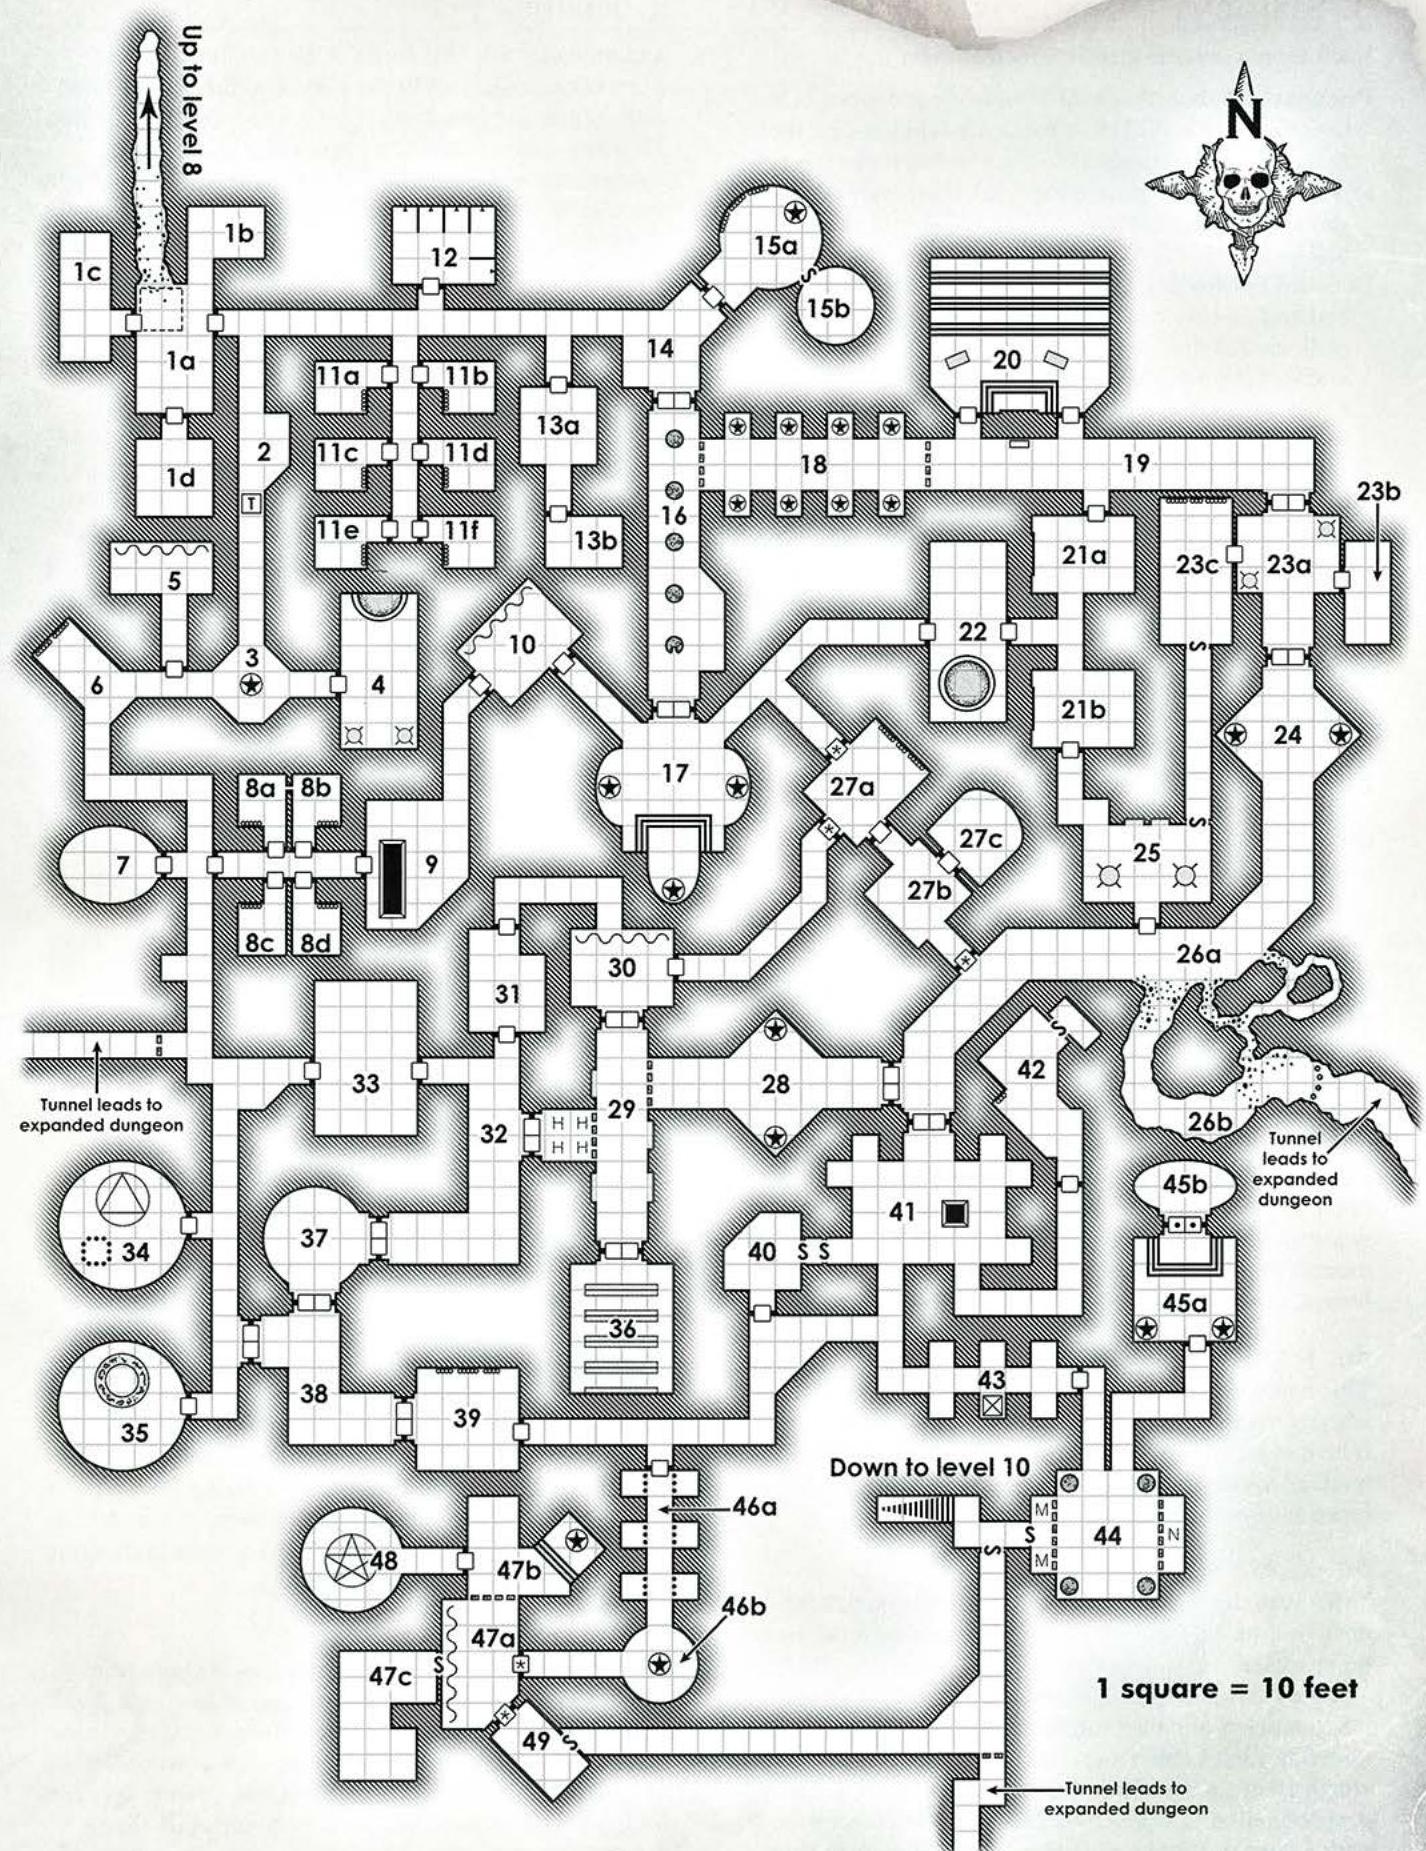 Up to level 8
N
1b
1c
12
15a
15b
1a
14
20
11a
11b
13a
2
11c
11d
18
19
1d
T
16
23b
11e
11f
13b
21a
23c
23a
5
10
22
S
3
6
4
21b
24
17
8a
8b
27a
S
7
9
27c
25
27b
8c
8d
30
26a
31
S
42
33
28
Tunnel leads to
expanded dungeon
29
26b
32
H H
H H
Tunnel
leads to
expanded
dungeon
45b
41
34
37
40
S S
45a
36
38
43
39
35
Down to level 10
46a
M
S
44
N
M
48
47b
S
46b
47a
47c
S
1 square = 10 feet
49
S
Tunnel leads to
expanded dungeon
S